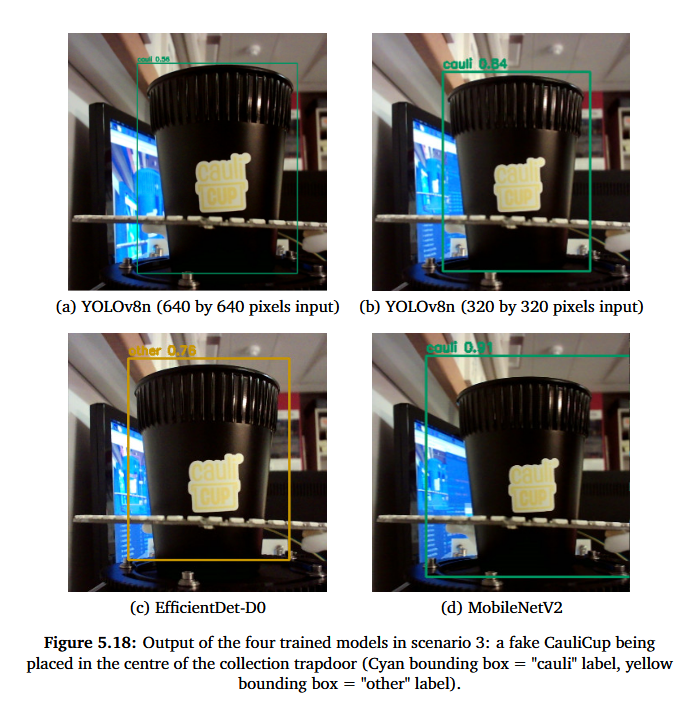 cauli 0.56
cauli
CUP
cauli 0.84
cauli
CUP
(a) YOLOv8n (640 by 640 pixels input)
(b) YOLOv8n (320 by 320 pixels input)
other 0.76
cauli
CUP
cauli 0.91
cauli
CUP
(c) EfficientDet-D0
(d) MobileNetV2
Figure 5.18: Output of the four trained models in scenario 3: a fake CauliCup being
placed in the centre of the collection trapdoor (Cyan bounding box = "cauli" label, yellow
bounding box = "other" label).